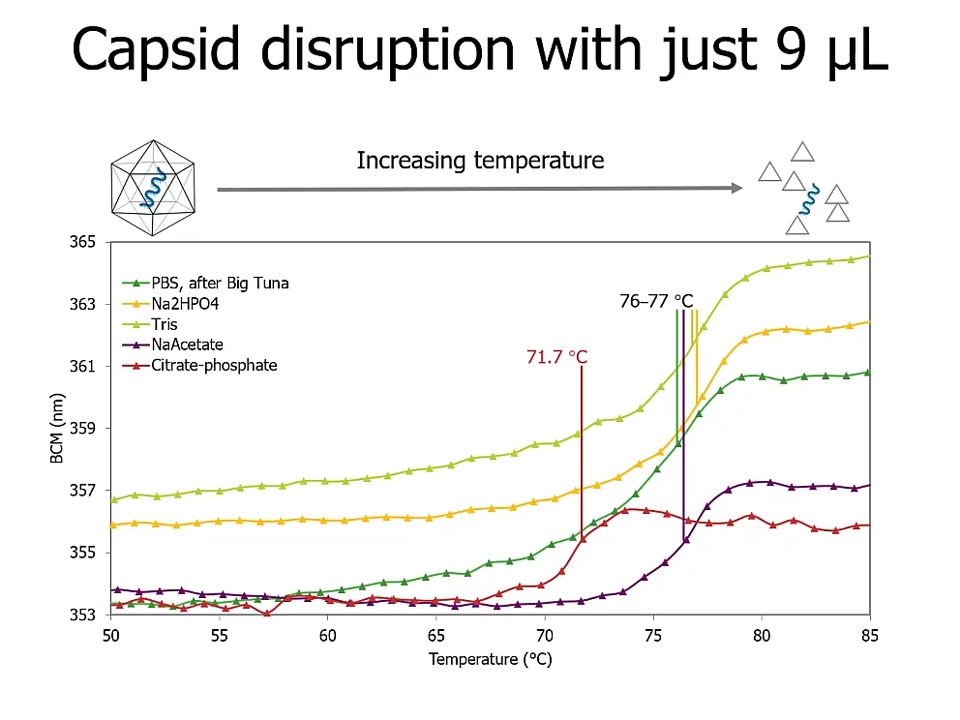 Capsid disruption with just 9 µL
Increasing temperature
365
363
361
359
357
355
353
BCM (nm)
PBS, after Big Tuna
Na2HPO4
Tris
NaAcetate
Citrate-phosphate
76–77 °C
71.7 °C
50 55 60 65 70 75 80 85
Temperature (°C)